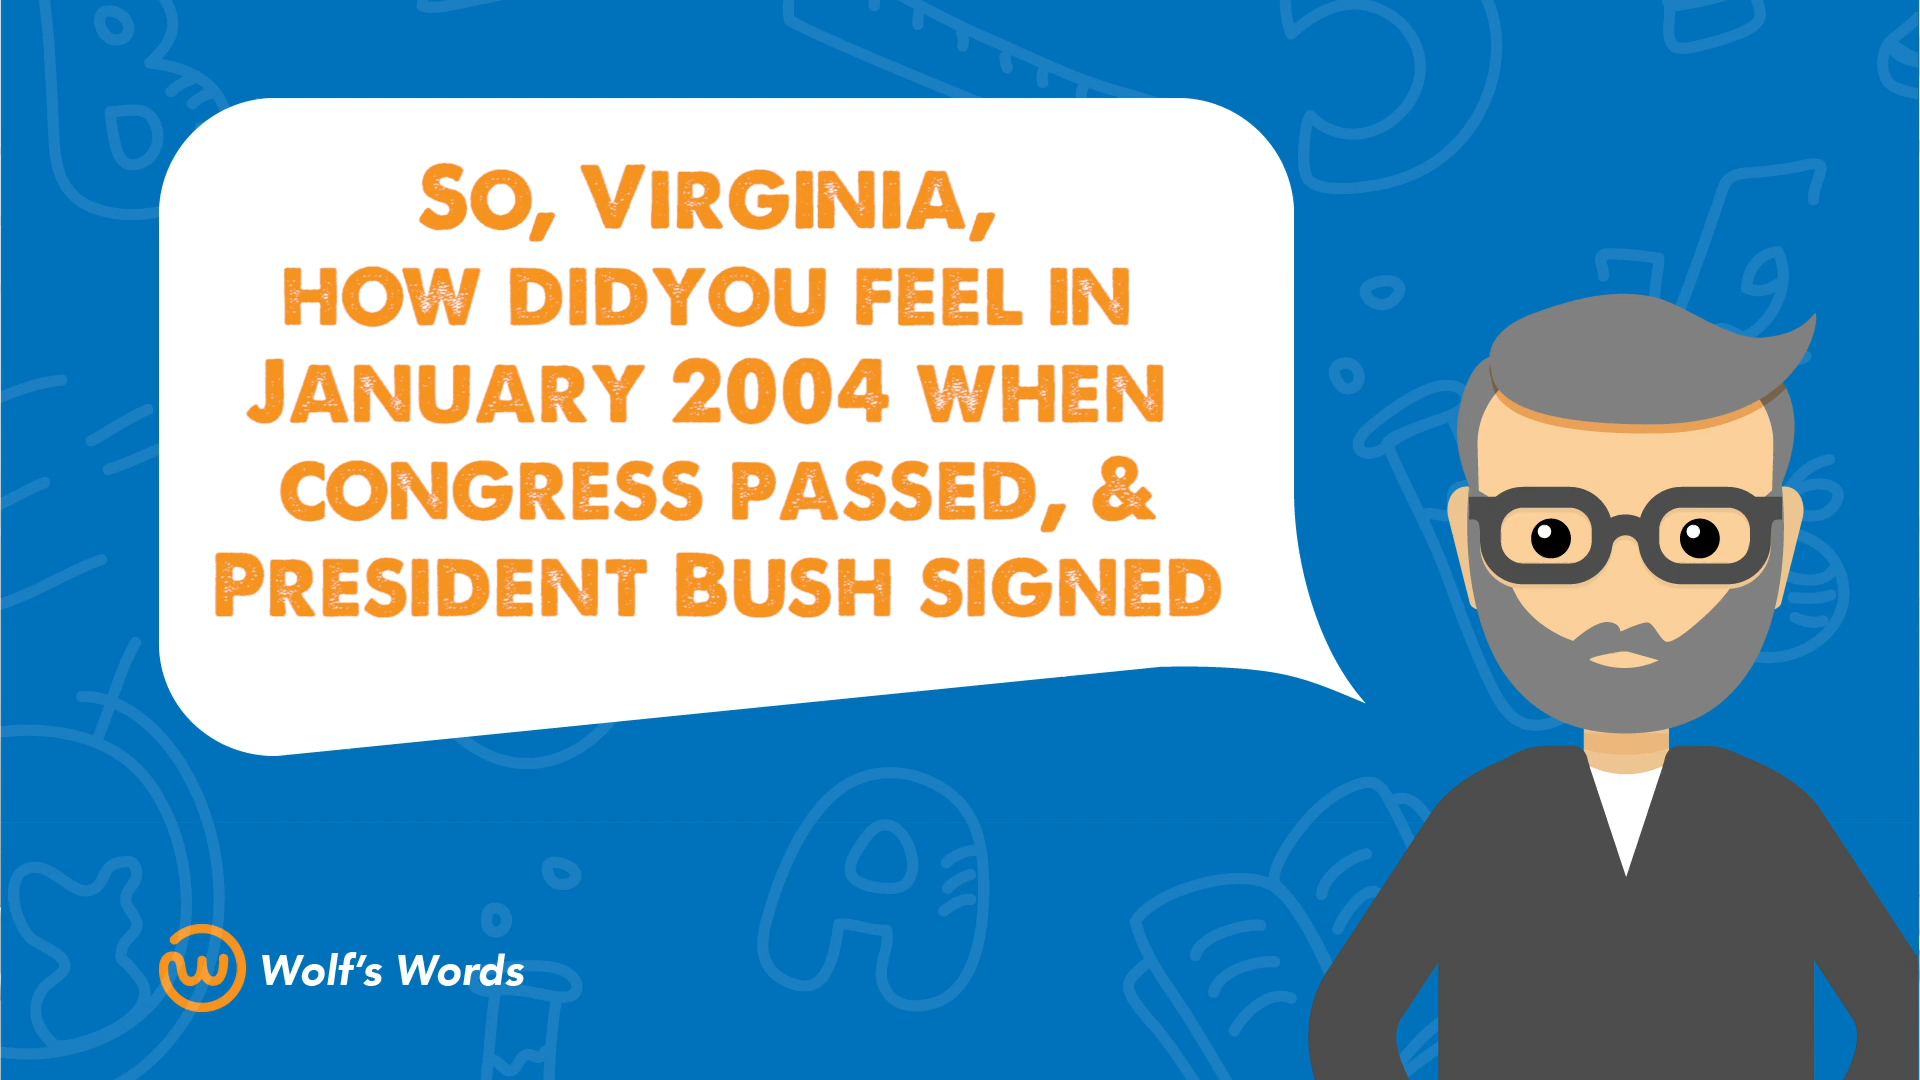 So, Virginia,
how didyou feel in
January 2004 when
congress passed, &
President Bush signed
Wolf's Words